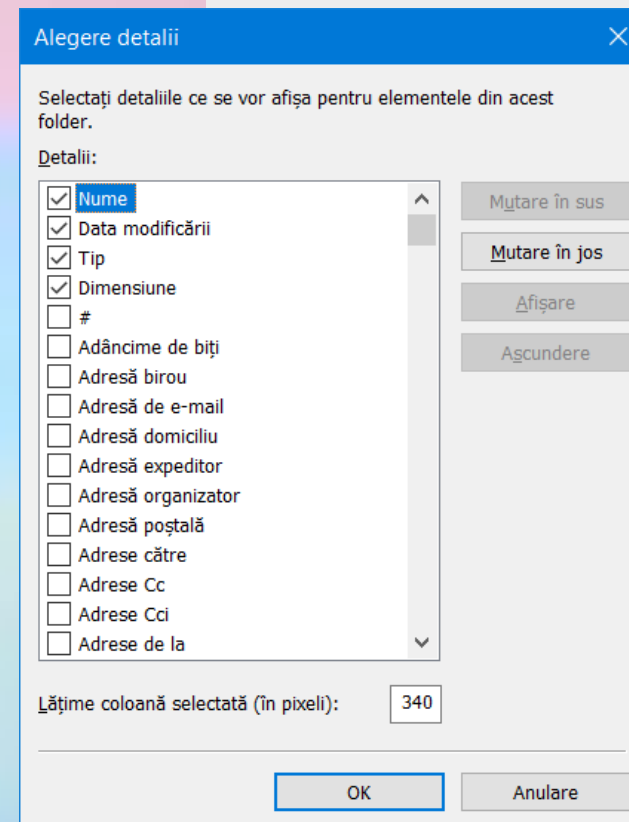 Alegere detalii
Selectați detaliile ce se vor afișa pentru elementele din acest
folder.
Detalii:
Nume
Data modificării
Tip
Dimensiune
#
Adâncime de biți
Adresă birou
Adresă de e-mail
Adresă domiciliu
Adresă expeditor
Adresă organizator
Adresă poștală
Adrese către
Adrese Cc
Adrese Cci
Adrese de la
Mutare în sus
Mutare în jos
Afișare
Ascundere
Lățime coloană selectată (în pixeli): 340
OK
Anulare